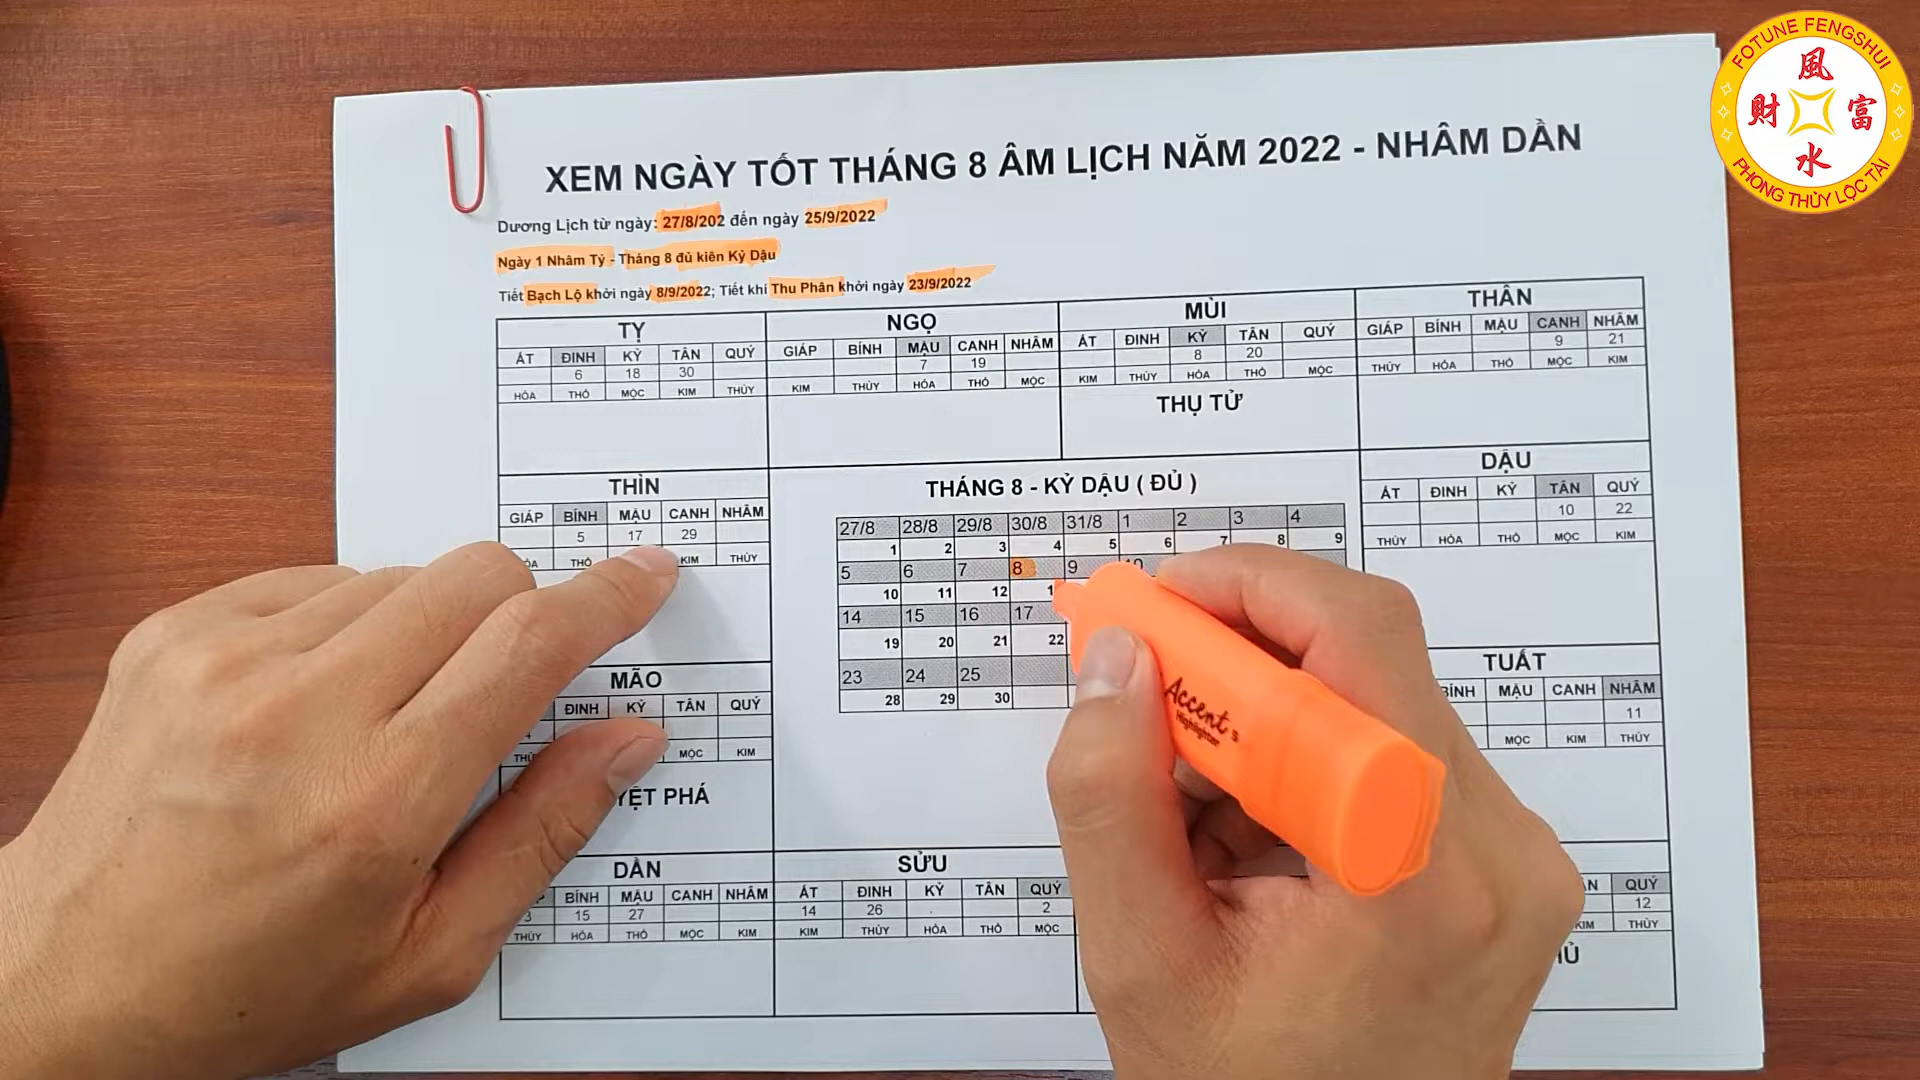 FOTUNE FENGSHUI
風
財 富
水
PHONG THỦY LỘC TÀI
XEM NGÀY TỐT THÁNG 8 ÂM LỊCH NĂM 2022 - NHÂM DẦN
Dương Lịch từ ngày: 27/8/202 đến ngày 25/9/2022
Ngày 1 Nhâm Tý - Tháng 8 đủ kiên Kỷ Dậu
Tiết Bạch Lộ khởi ngày 8/9/2022; Tiết khí Thu Phân khởi ngày 23/9/2022
TỴ
ẤT ĐINH KỶ TÂN QUÝ
6 18 30
HỎA THỔ MỘC KIM THỦY
NGỌ
GIÁP BÍNH MẬU CANH NHÂM
7 19
KIM THỦY HỎA THỔ MỘC
MÙI
ẤT ĐINH KỶ TÂN QUÝ
8 20
KIM THỦY HỎA THỔ MỘC
THỤ TỬ
THÂN
GIÁP BÍNH MẬU CANH NHÂM
9 21
THỦY HỎA THỔ MỘC KIM
THÌN
GIÁP BÍNH MẬU CANH NHÂM
5 17 29
KIM THỦY
THÁNG 8 - KỶ DẬU ( ĐỦ )
27/8 28/8 29/8 30/8 31/8 1 2 3 4
1 2 3 4 5 6 7 8 9
5 6 7 8 9
10 11 12
14 15 16 17
19 20 21 22
23 24 25
28 29 30
DẬU
ẤT ĐINH KỶ TÂN QUÝ
10 22
THỦY HỎA THỔ MỘC KIM
MÃO
ĐINH KỶ TÂN QUÝ
MỘC KIM
TUẤT
MẬU CANH NHÂM
11
MỘC KIM THỦY
DẦN
BÍNH MẬU CANH NHÂM
3 15 27
THỦY HỎA THỔ MỘC KIM
SỬU
ẤT ĐINH KỶ TÂN QUÝ
14 26 2
KIM THỦY HỎA THỔ MỘC
QUÝ
12
KIM THỦY
Accent s
Highlighter